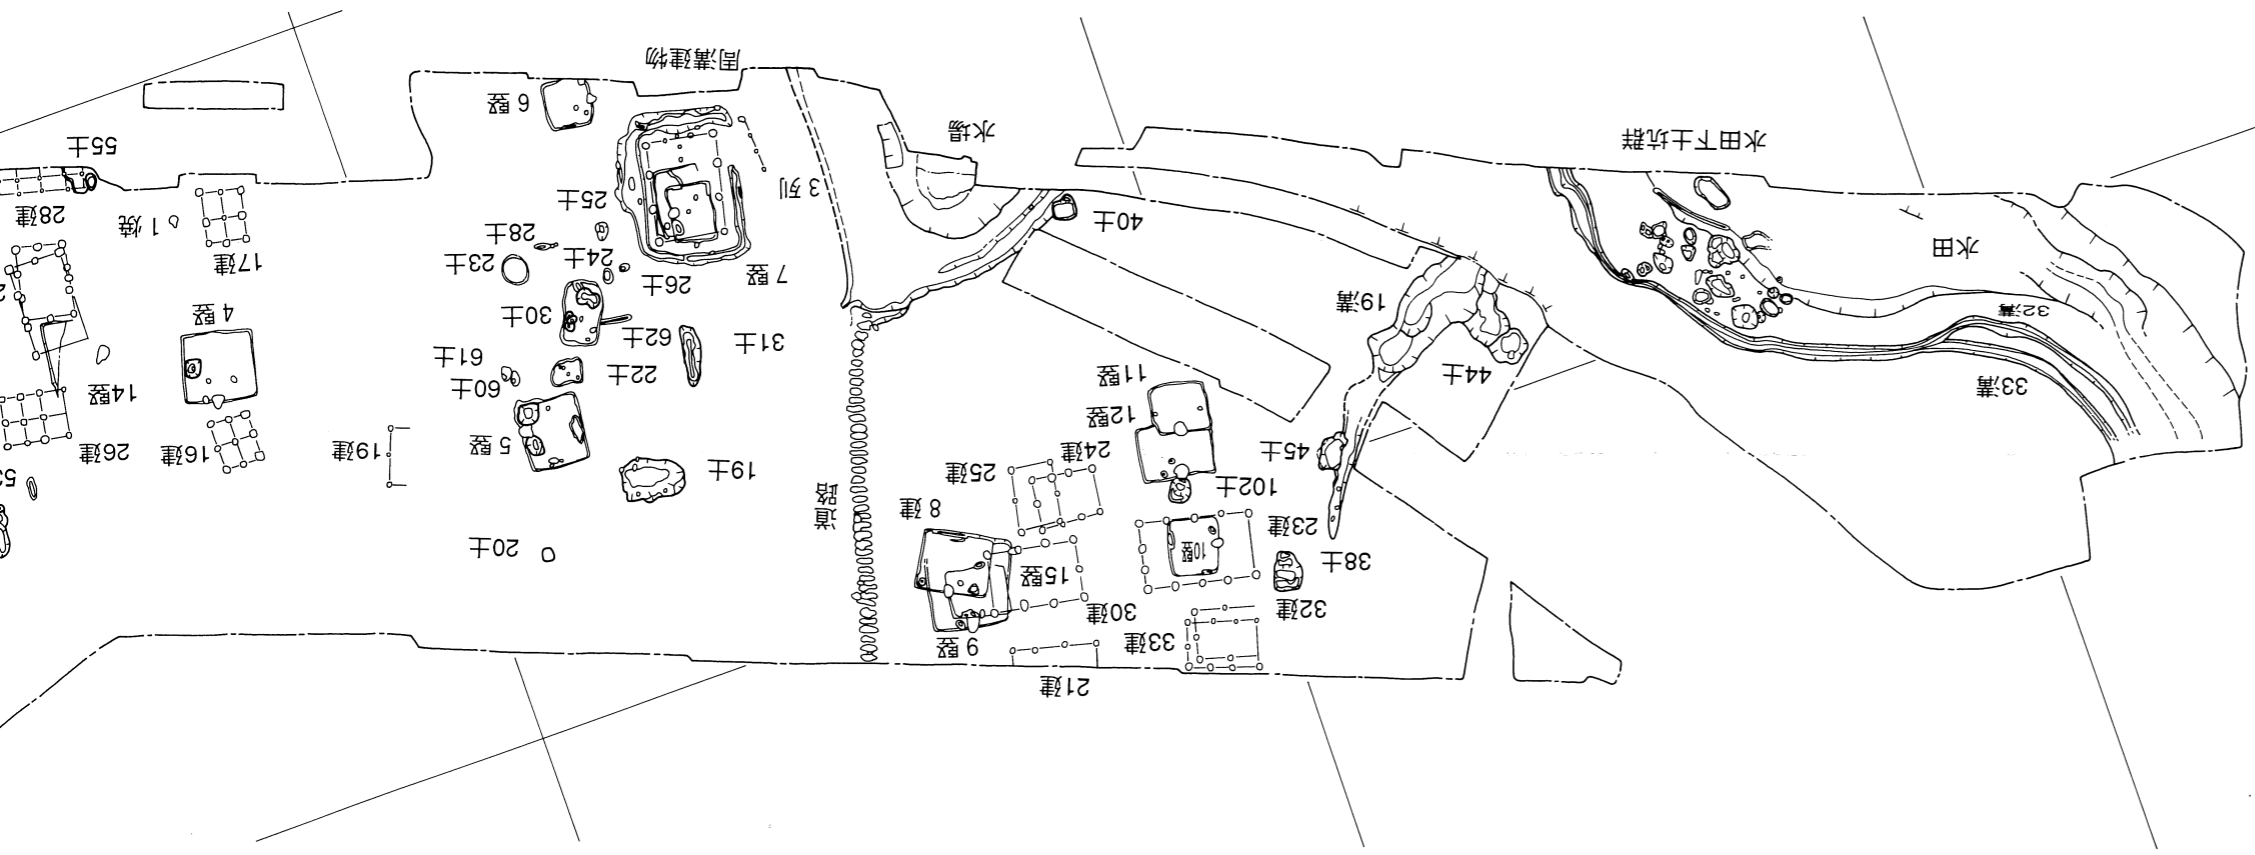 21建
33建
9竪
30建
32建
15竪
38土
10竪
20土
23建
8建
道路
102土
53
25建
19土
24建
45土
5竪
19建
16建
26建
12竪
33溝
14竪
60土
11竪
44土
22土
61土
31土
62土
30土
4竪
32溝
19溝
26土
7竪
23土
24土
17建
水田
28土
1焼
40土
28建
25土
3列
55土
水田下土坑群
水場
6竪
周溝建物